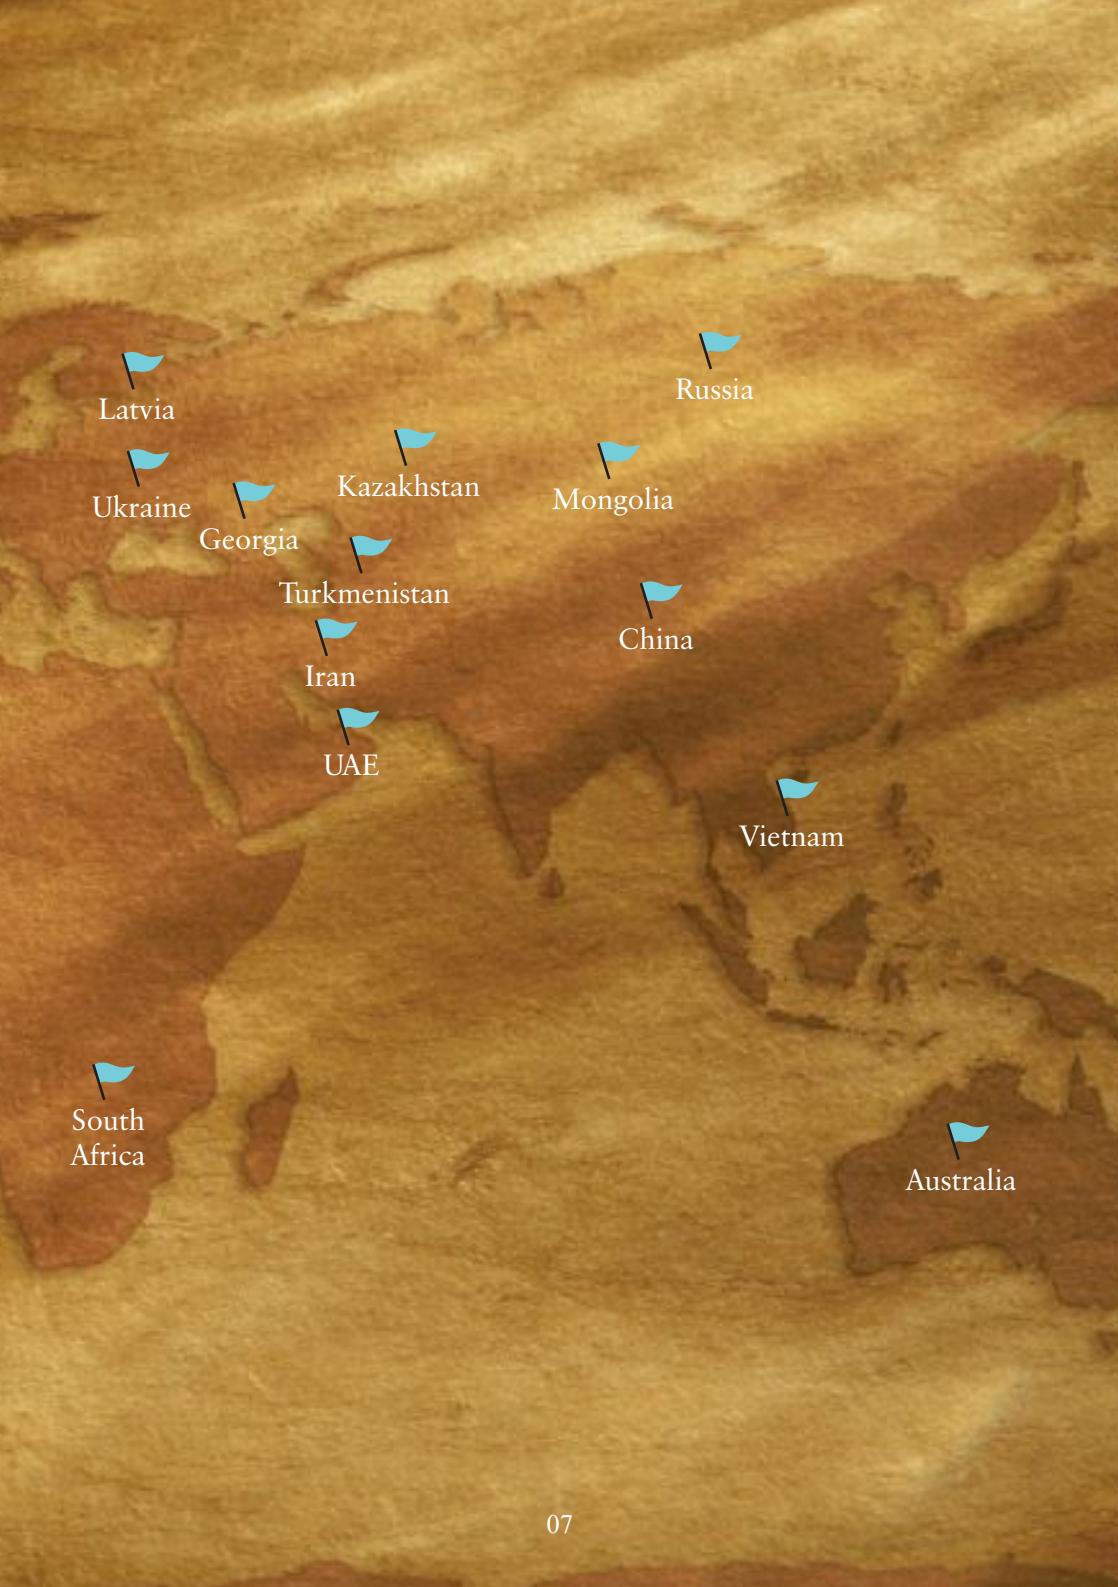 Russia
Latvia
Kazakhstan
Mongolia
Ukraine
Georgia
Turkmenistan
China
Iran
UAE
Vietnam
South
Africa
Australia
07